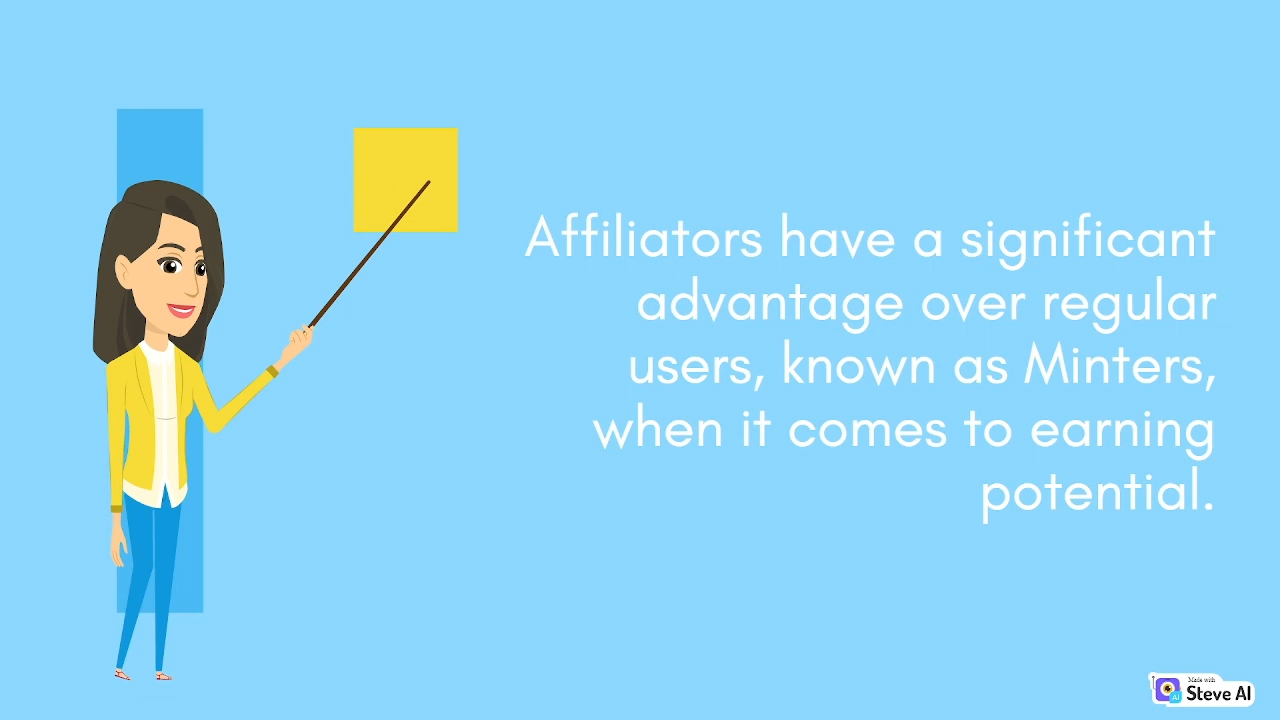 Affiliators have a significant
advantage over regular
users, known as Minters,
when it comes to earning
potential.
Made with
Steve AI
AI